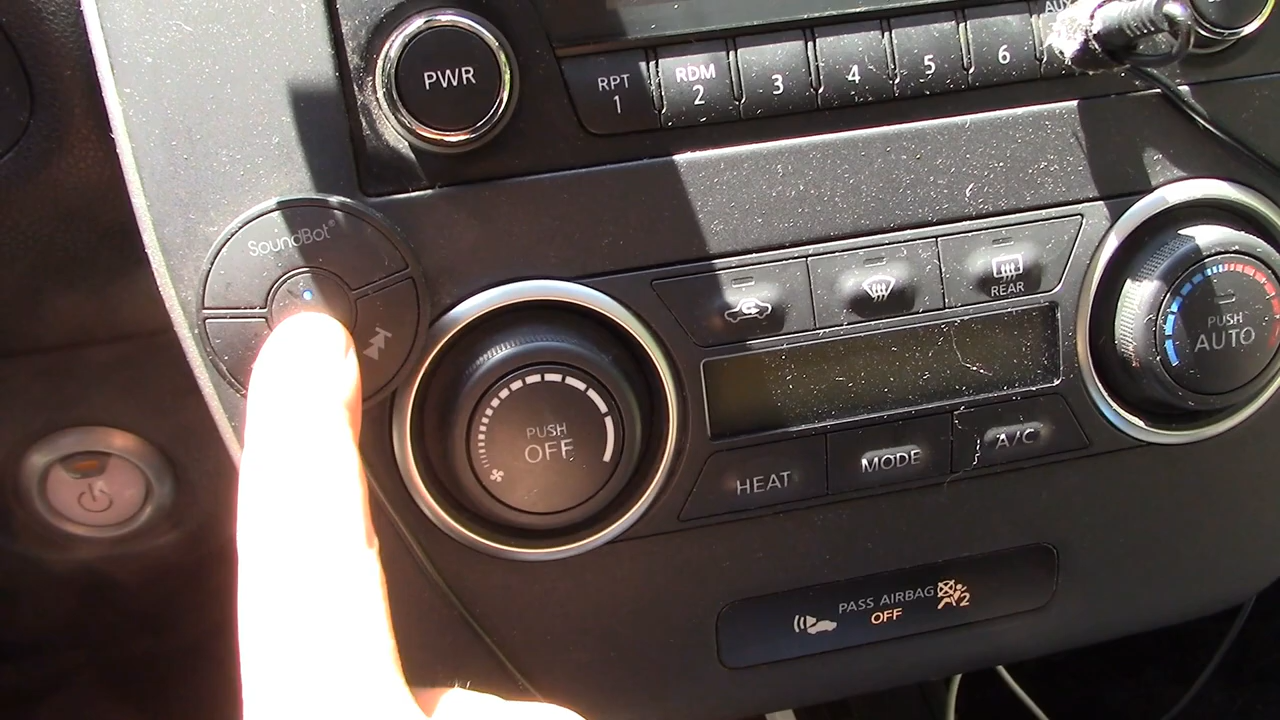 PWR
RPT
1
RDM
2
3
4
5
6
AUX
SoundBot®
REAR
PUSH
AUTO
PUSH
OFF
HEAT
MODE
A/C
PASS AIRBAG
OFF
2